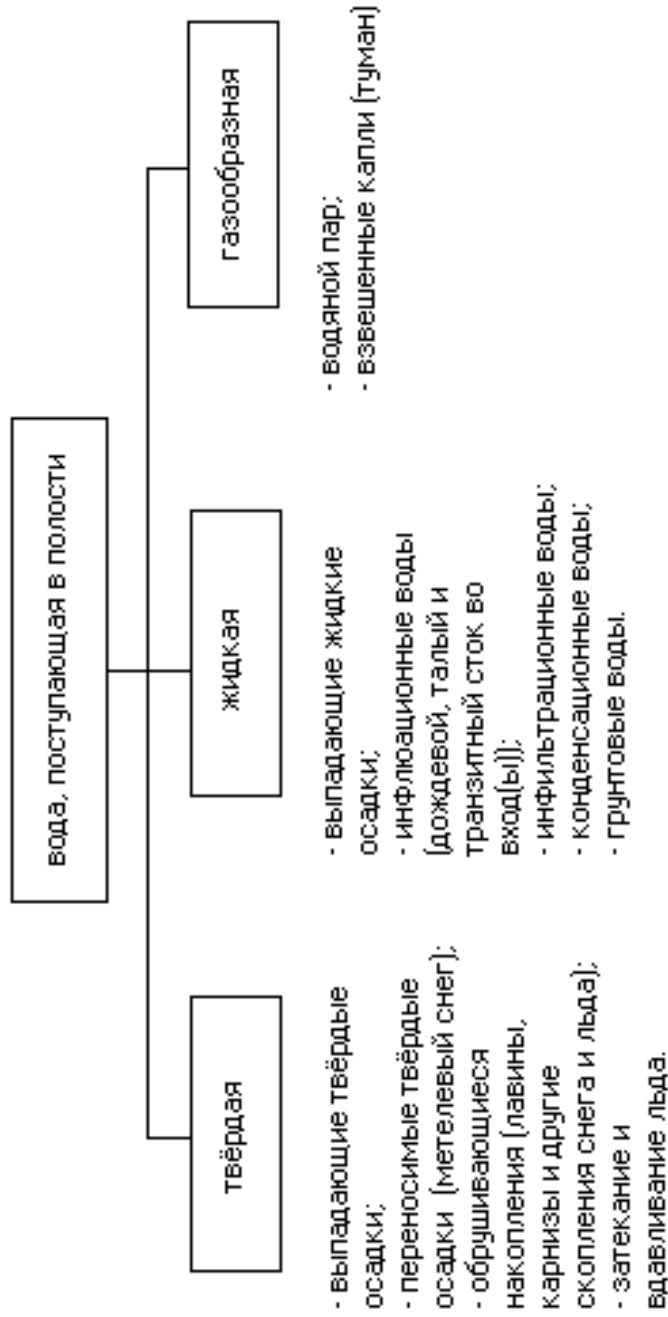 вода, поступающая в полости
твёрдая
жидкая
газообразная
- выпадающие твёрдые
осадки;
- переносимые твёрдые
осадки (метелевый снег);
- обрушивающиеся
накопления (лавины,
карнизы и другие
скопления снега и льда);
- затекание и
вдавливание льда.
- выпадающие жидкие
осадки;
- инфлюационные воды
(дождевой, талый и
транзитный сток во
вход(ы));
- инфильтрационные воды;
- конденсационные воды;
- грунтовые воды.
- водяной пар;
- взвешенные капли (туман)